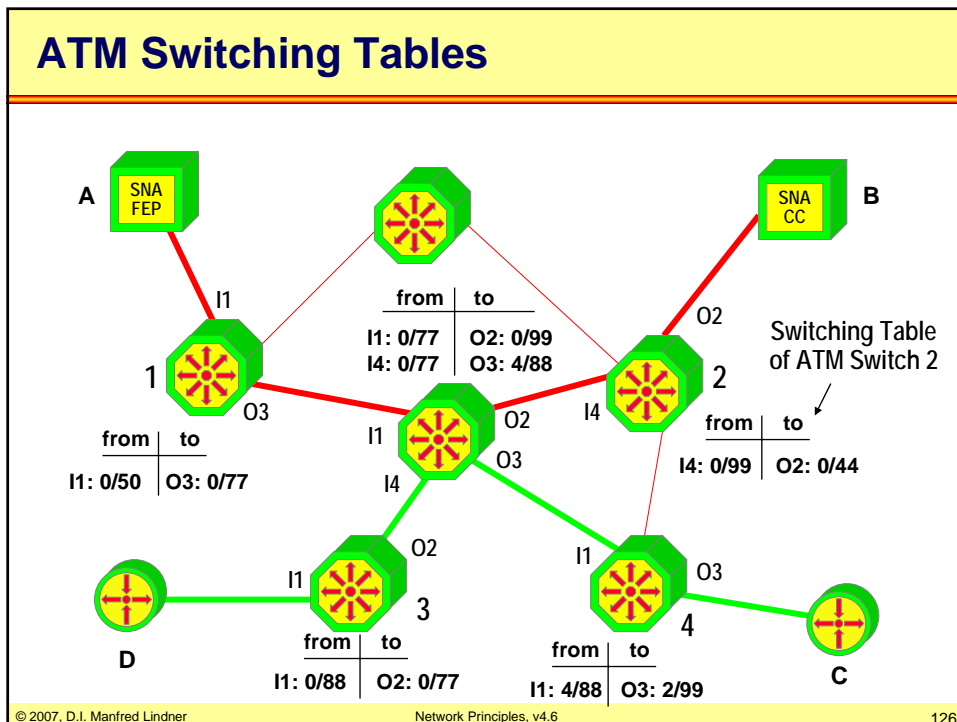 ATM Switching Tables
A
SNA
FEP
SNA
CC
B
I1
from to
I1: 0/77 O2: 0/99
I4: 0/77 O3: 4/88
O2
Switching Table
of ATM Switch 2
1
O3
I1
O2
O3
I4
I4
2
from to
I1: 0/50 O3: 0/77
from to
I4: 0/99 O2: 0/44
I1
O2
3
I1
O3
4
D
C
from to
I1: 0/88 O2: 0/77
from to
I1: 4/88 O3: 2/99
© 2007, D.I. Manfred Lindner
Network Principles, v4.6
126